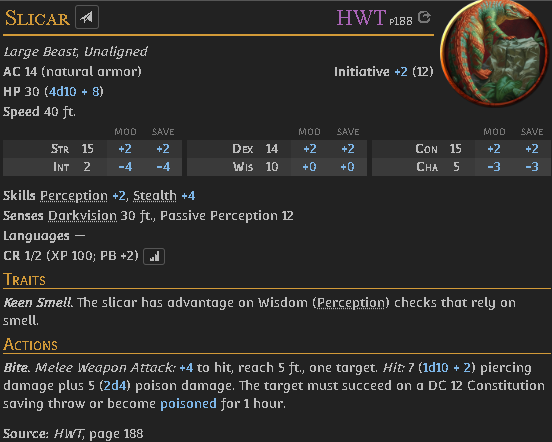 Slicar HWT P188
Large Beast, Unaligned
AC 14 (natural armor) Initiative +2 (12)
HP 30 (4d10 + 8)
Speed 40 ft.
MOD SAVE MOD SAVE MOD SAVE
Str 15 +2 +2 Dex 14 +2 +2 Con 15 +2 +2
Int 2 −4 −4 Wis 10 +0 +0 Cha 5 −3 −3
Skills Perception +2, Stealth +4
Senses Darkvision 30 ft., Passive Perception 12
Languages —
CR 1/2 (XP 100; PB +2)
Traits
Keen Smell. The slicar has advantage on Wisdom (Perception) checks that rely on
smell.
Actions
Bite. Melee Weapon Attack: +4 to hit, reach 5 ft., one target. Hit: 7 (1d10 + 2) piercing
damage plus 5 (2d4) poison damage. The target must succeed on a DC 12 Constitution
saving throw or become poisoned for 1 hour.
Source: HWT, page 188